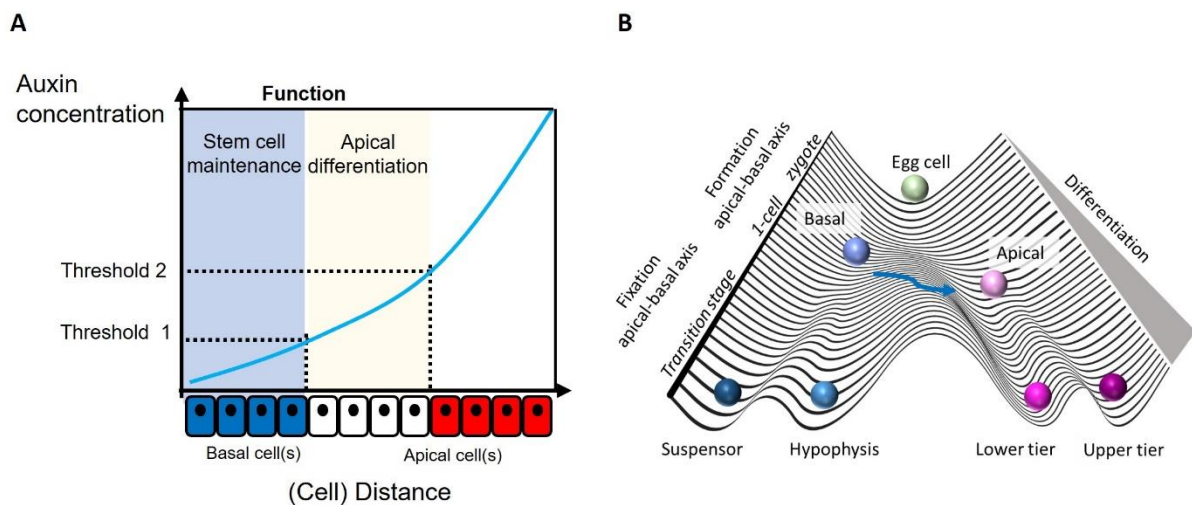 A
Auxin
concentration
Function
Stem cell
maintenance
Apical
differentiation
Threshold 2
Threshold 1
Basal cell(s)
Apical cell(s)
(Cell) Distance
B
Formation
apical-basal axis
Fixation
apical-basal axis
zygote
1-cell
Transition stage
Egg cell
Basal
Apical
Differentiation
Suspensor
Hypophysis
Lower tier
Upper tier